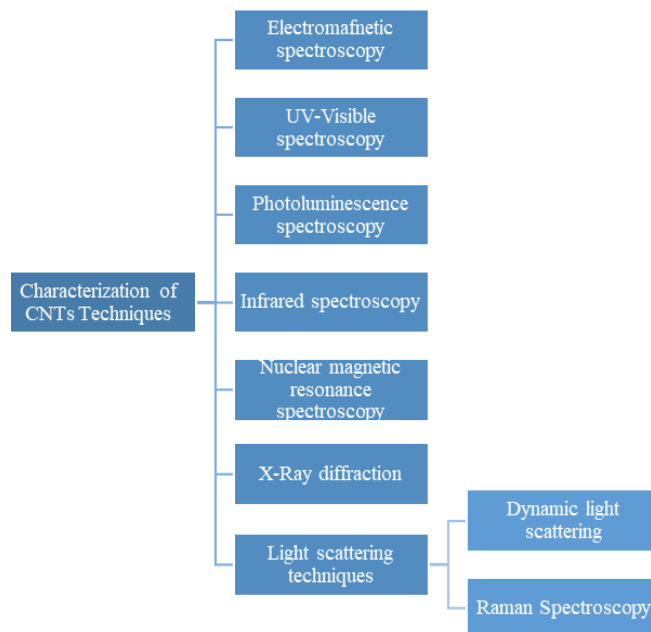 Electromafnetic
spectroscopy
UV-Visible
spectroscopy
Photoluminescence
spectroscopy
Characterization of
CNTs Techniques
Infrared spectroscopy
Nuclear magnetic
resonance
spectroscopy
X-Ray diffraction
Light scattering
techniques
Dynamic light
scattering
Raman Spectroscopy